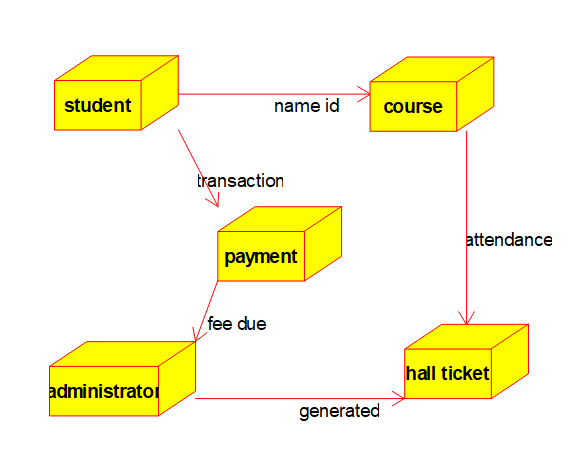 student
course
name id
transaction
attendance
payment
fee due
hall ticket
administrator
generated